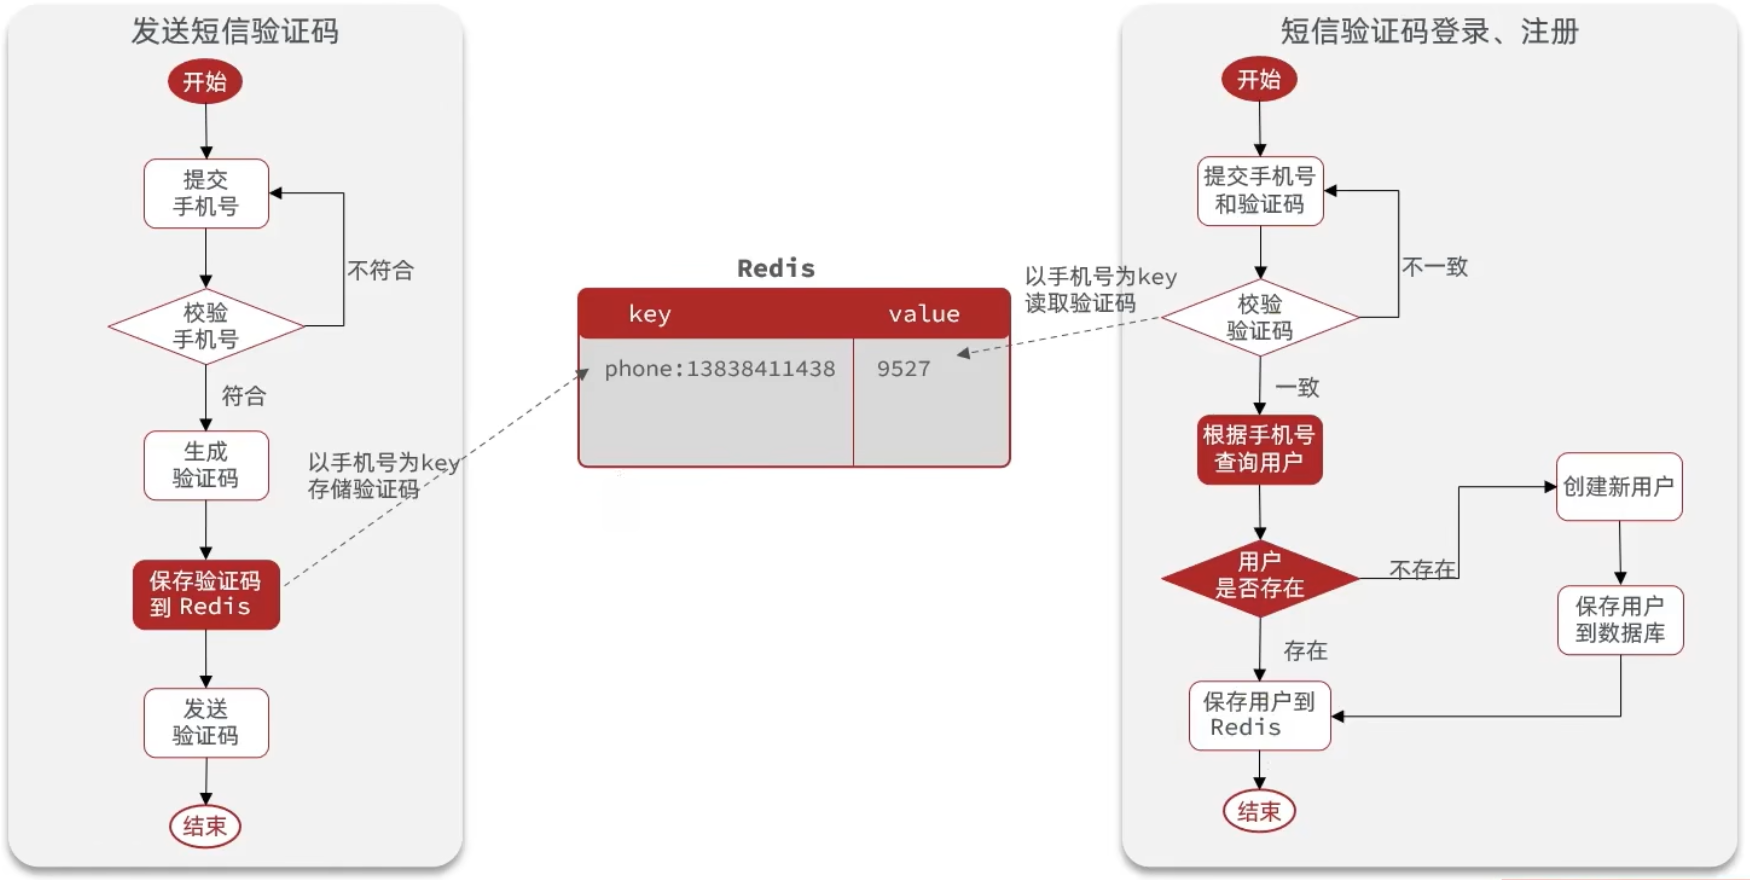 发送短信验证码
开始
提交
手机号
不符合
校验
手机号
符合
生成
验证码
以手机号为key
存储验证码
保存验证码
到 Redis
发送
验证码
结束
Redis
key
value
phone:13838411438
9527
短信验证码登录、注册
开始
提交手机号
和验证码
不一致
以手机号为key
读取验证码
校验
验证码
一致
根据手机号
查询用户
用户
是否存在
不存在
创建新用户
保存用户
到数据库
存在
保存用户到
Redis
结束